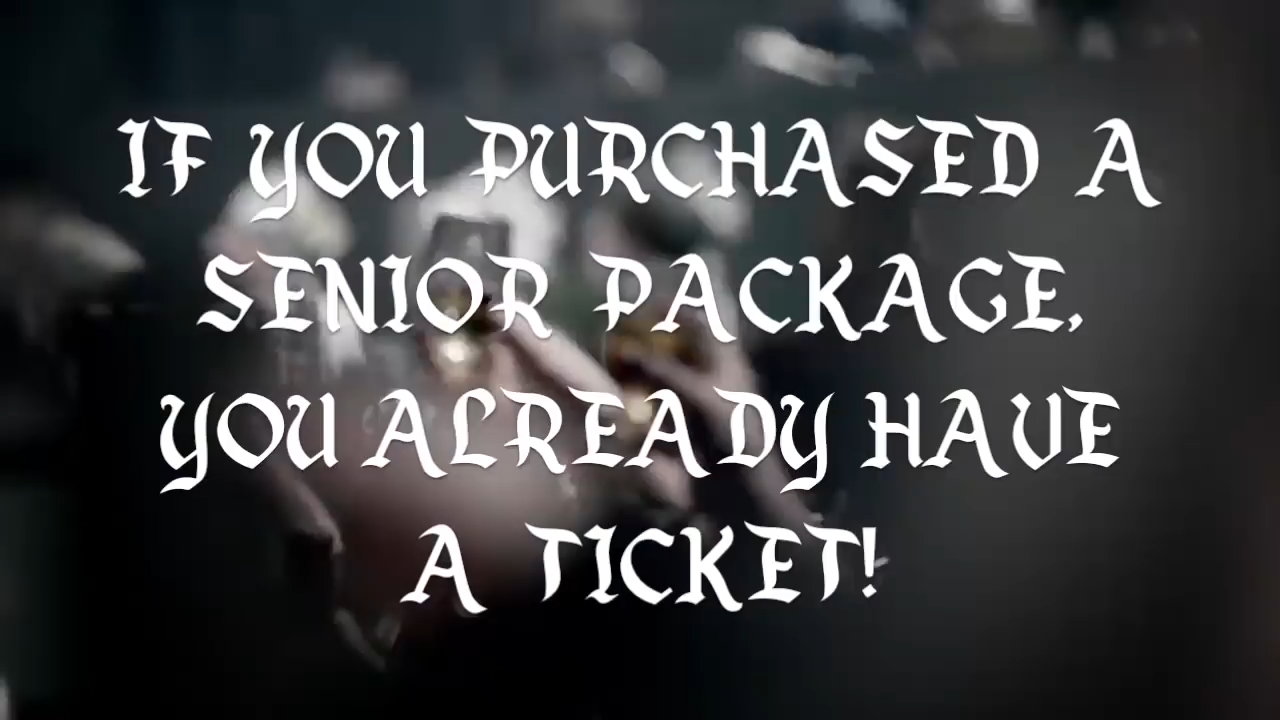 IF YOU PURCHASED A
SENIOR PACKAGE,
YOU ALREADY HAVE
A TICKET!